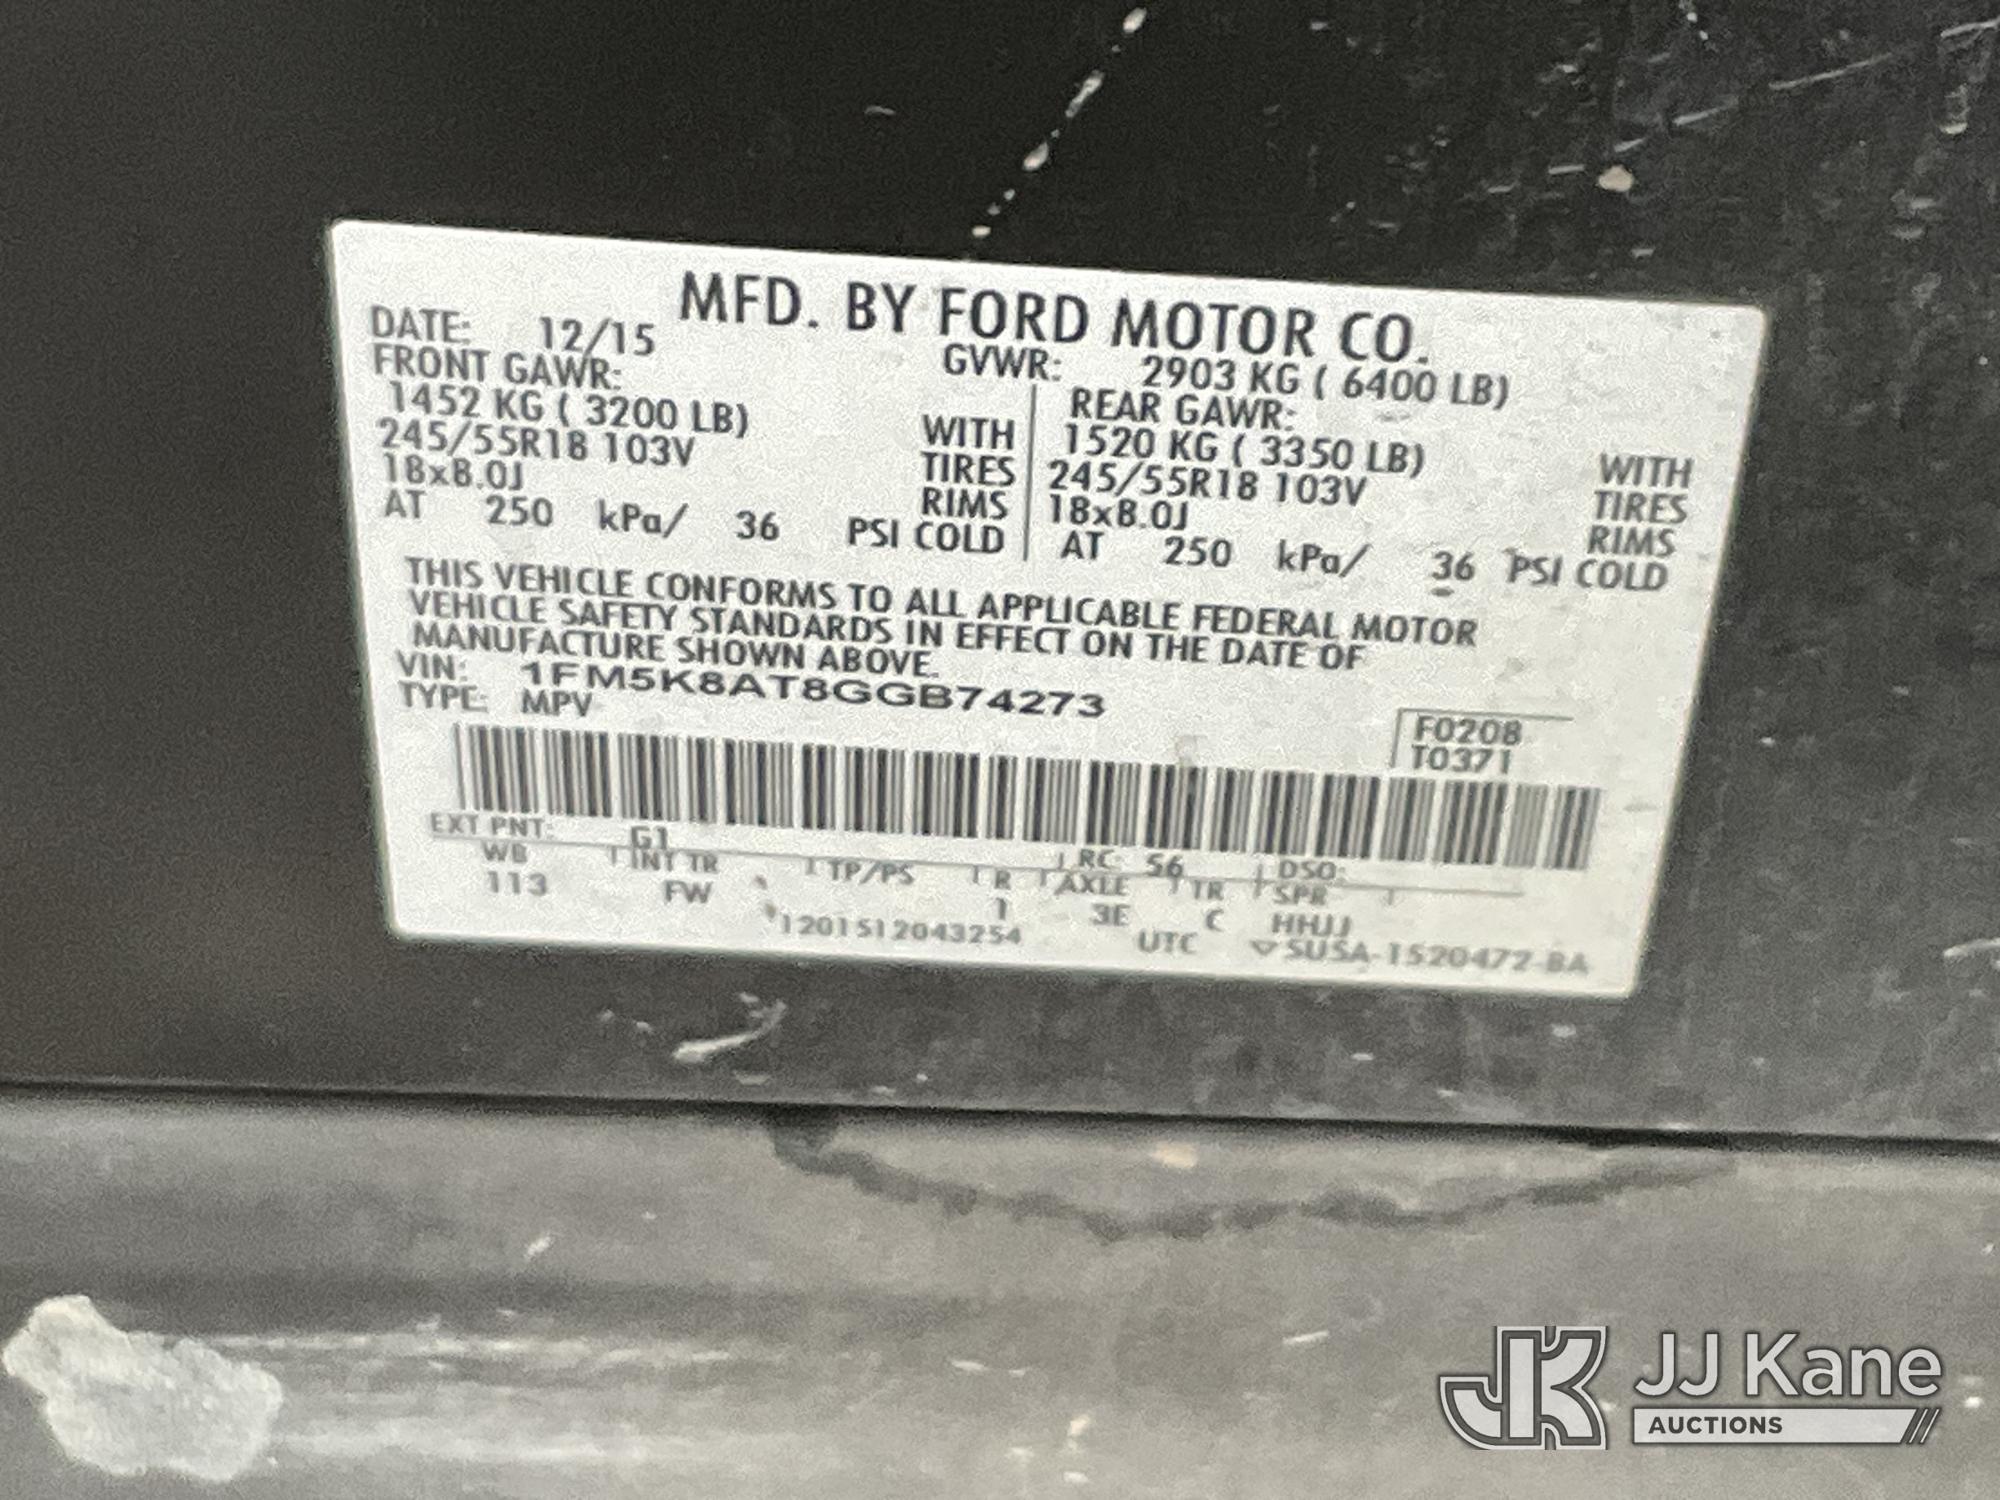 MFD. BY FORD MOTOR CO.
DATE: 12/15 GVWR: 2903 KG ( 6400 LB)
FRONT GAWR: REAR GAWR:
1452 KG ( 3200 LB) WITH 1520 KG ( 3350 LB) WITH
245/55R18 103V TIRES 245/55R18 103V TIRES
18x8.0J RIMS 18x8.0J RIMS
AT 250 kPa/ 36 PSI COLD AT 250 kPa/ 36 PSI COLD
THIS VEHICLE CONFORMS TO ALL APPLICABLE FEDERAL MOTOR
VEHICLE SAFETY STANDARDS IN EFFECT ON THE DATE OF
MANUFACTURE SHOWN ABOVE.
VIN: 1FM5K8AT8GGB74273
TYPE: MPV
F0208
T0371
EXT PNT: G1 RC: 56 DSO:
WB INT TR TP/PS R AXLE TR SPR
113 FW 1 3E C HHJJ
1201512043254 UTC ▽SUSA-1520472-BA
JK JJ Kane
AUCTIONS